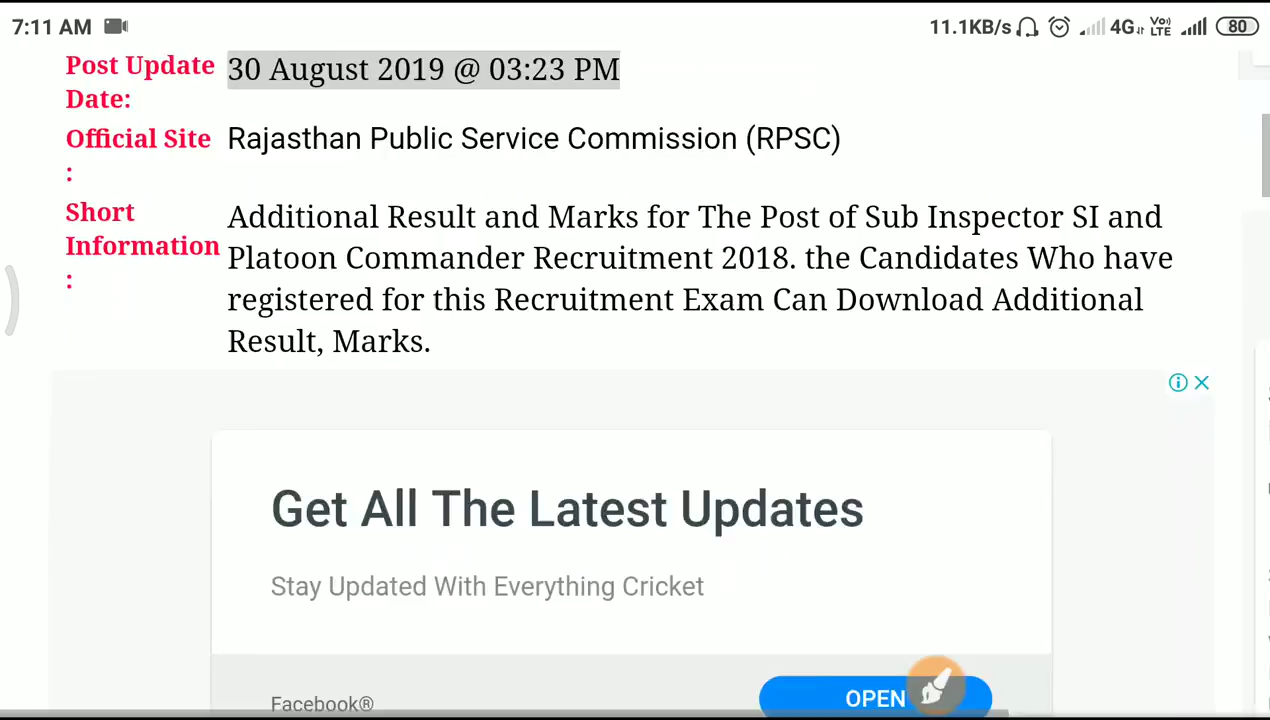 7:11 AM
11.1KB/s 4G Vo) LTE 80
Post Update
Date:
30 August 2019 @ 03:23 PM
Official Site
:
Rajasthan Public Service Commission (RPSC)
Short
Information
:
Additional Result and Marks for The Post of Sub Inspector SI and
Platoon Commander Recruitment 2018. the Candidates Who have
registered for this Recruitment Exam Can Download Additional
Result, Marks.
Get All The Latest Updates
Stay Updated With Everything Cricket
Facebook®
OPEN